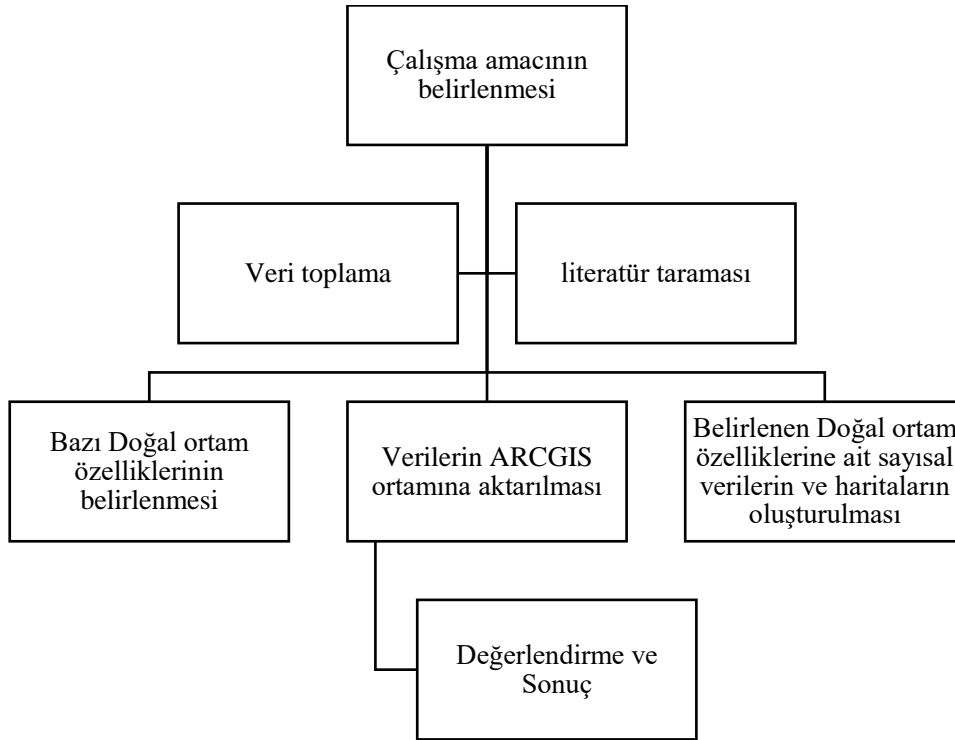 Çalışma amacının
belirlenmesi
Veri toplama
literatür taraması
Bazı Doğal ortam
özelliklerinin
belirlenmesi
Verilerin ARCGIS
ortamına aktarılması
Belirlenen Doğal ortam
özelliklerine ait sayısal
verilerin ve haritaların
oluşturulması
Değerlendirme ve
Sonuç